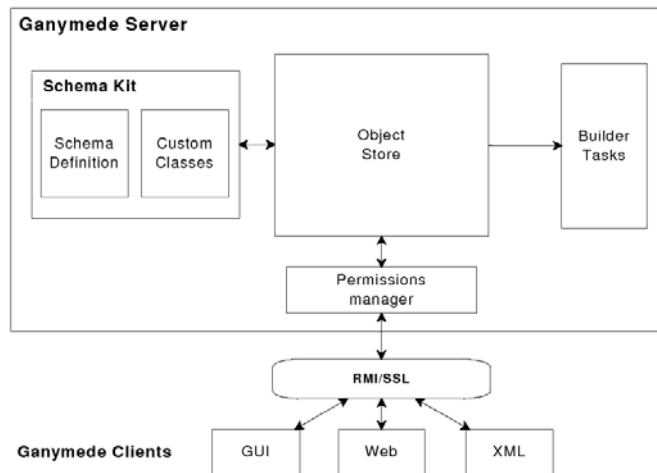 Ganymede Server
Schema Kit
Schema
Definition
Custom
Classes
Object
Store
Builder
Tasks
Permissions
manager
RMI/SSL
Ganymede Clients
GUI
Web
XML